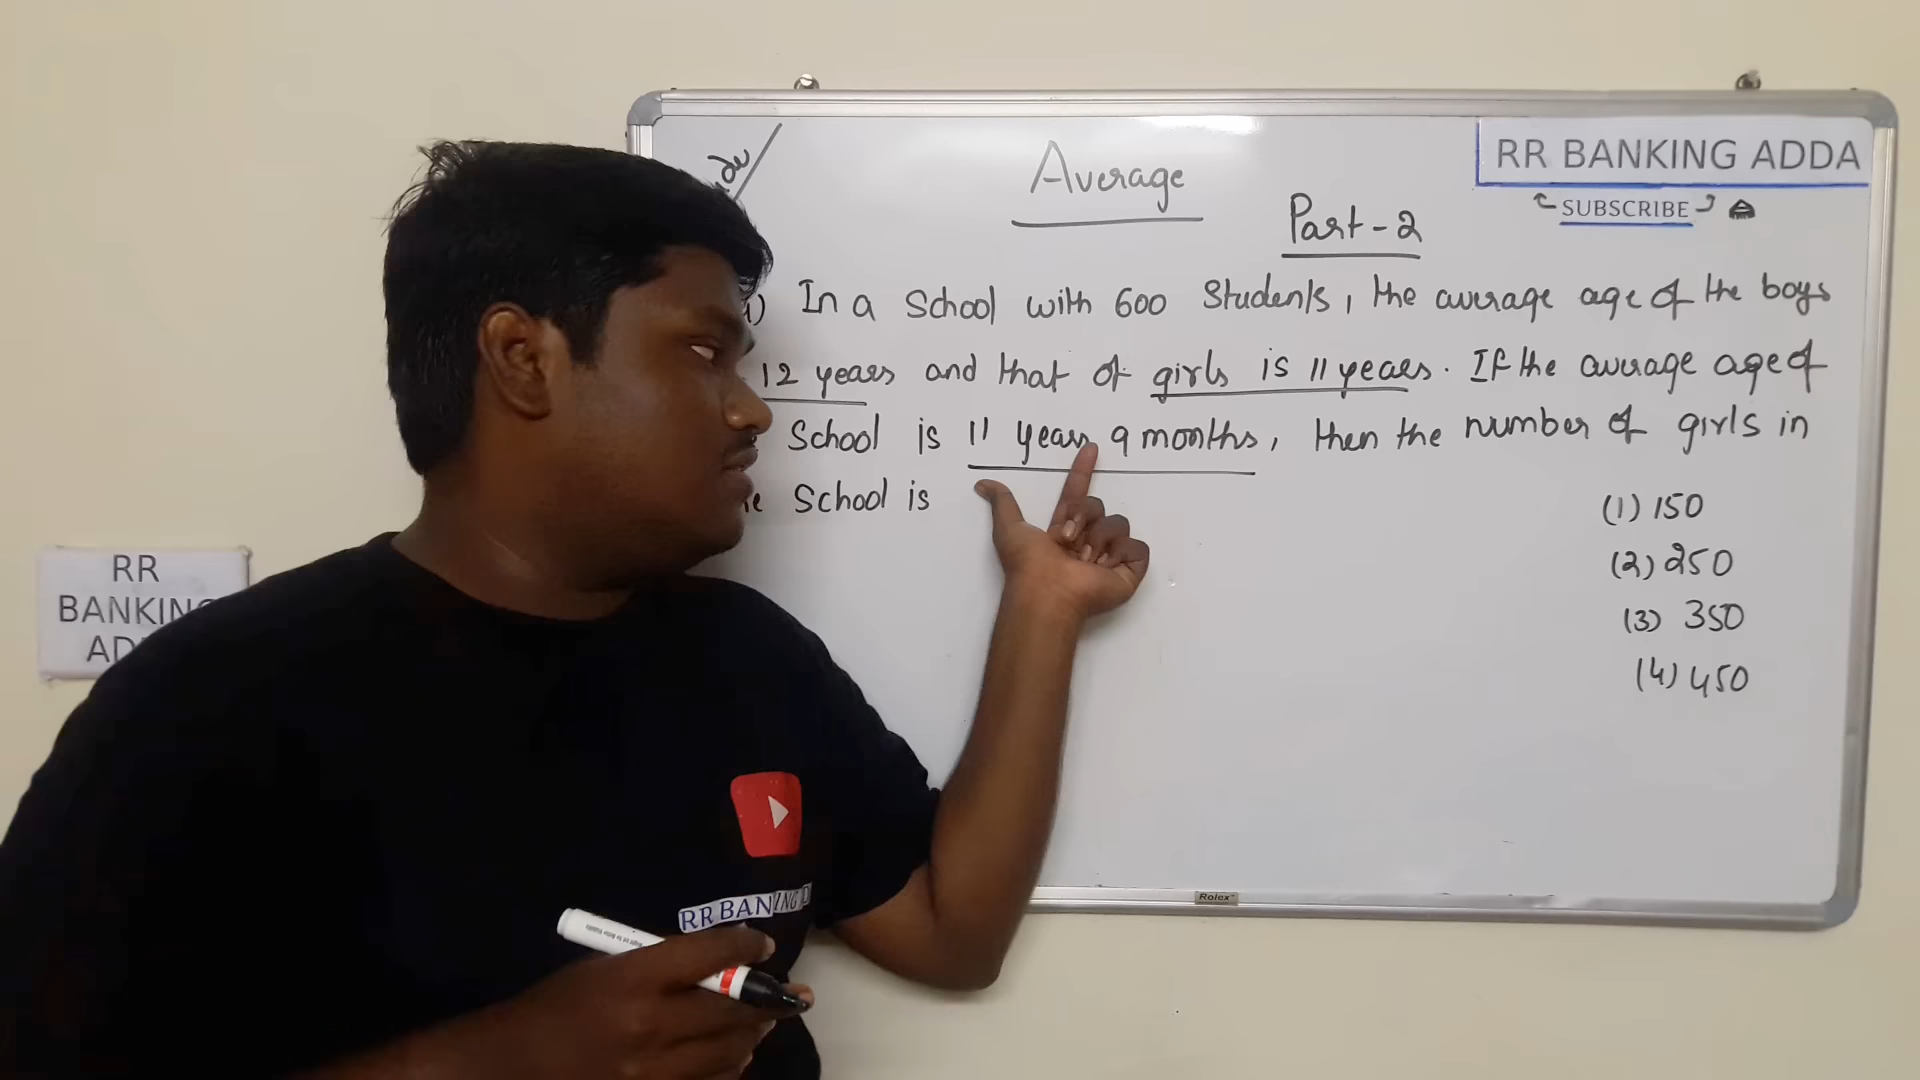 Average
RR BANKING ADDA
SUBSCRIBE
Part-2
In a School with 600 Students, the average age of the boys
12 years and that of girls is 11 years. If the average age of
School is 11 years 9 months, then the number of girls in
School is
(1) 150
(2) 250
(3) 350
(4) 450
RR
BANKING
AD
RR BANKING
Rolex